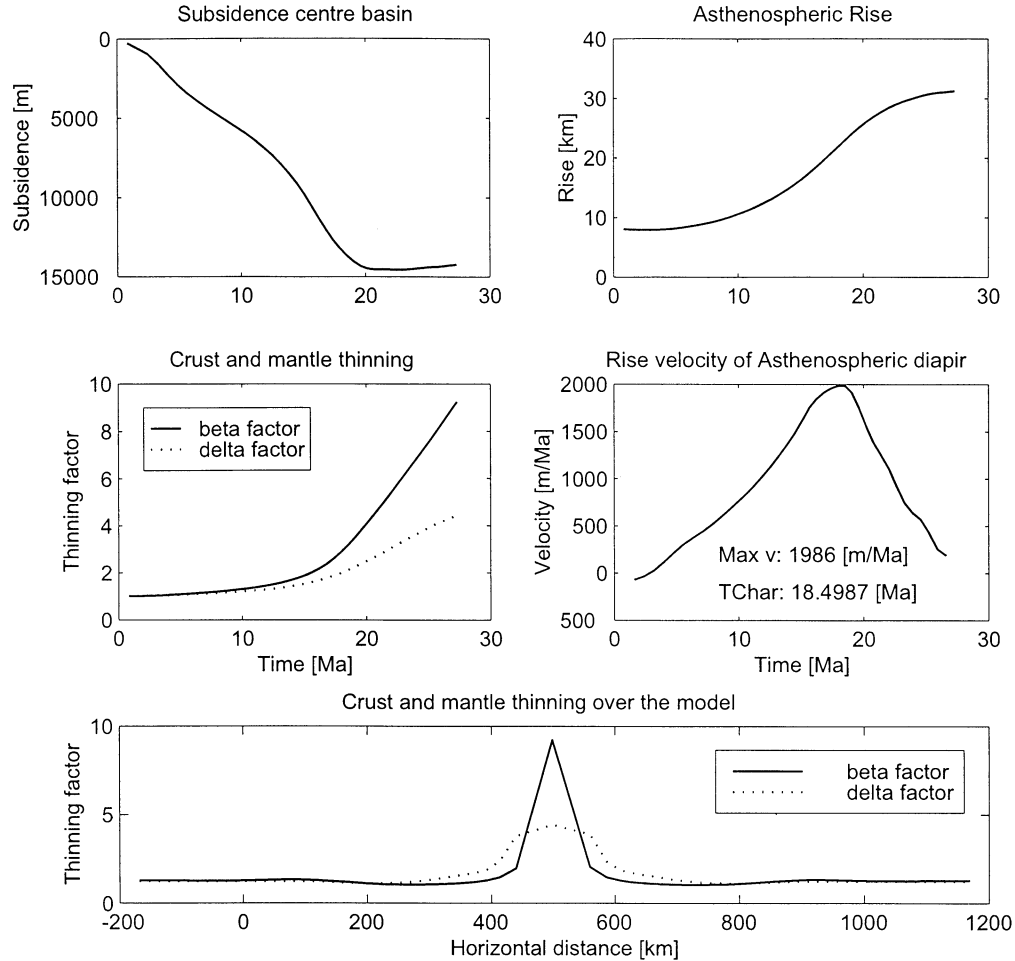 Subsidence centre basin
0
5000
10000
15000
Subsidence [m]
0
10
20
30
Asthenospheric Rise
40
30
20
10
0
Rise [km]
0
10
20
30
Crust and mantle thinning
10
8
6
4
2
0
Thinning factor
beta factor
delta factor
0
10
20
30
Time [Ma]
Rise velocity of Asthenospheric diapir
2000
1500
1000
500
0
500
Velocity [m/Ma]
Max v: 1986 [m/Ma]
TChar: 18.4987 [Ma]
0
10
20
30
Time [Ma]
Crust and mantle thinning over the model
10
5
0
Thinning factor
beta factor
delta factor
-200
0
200
400
600
800
1000
1200
Horizontal distance [km]